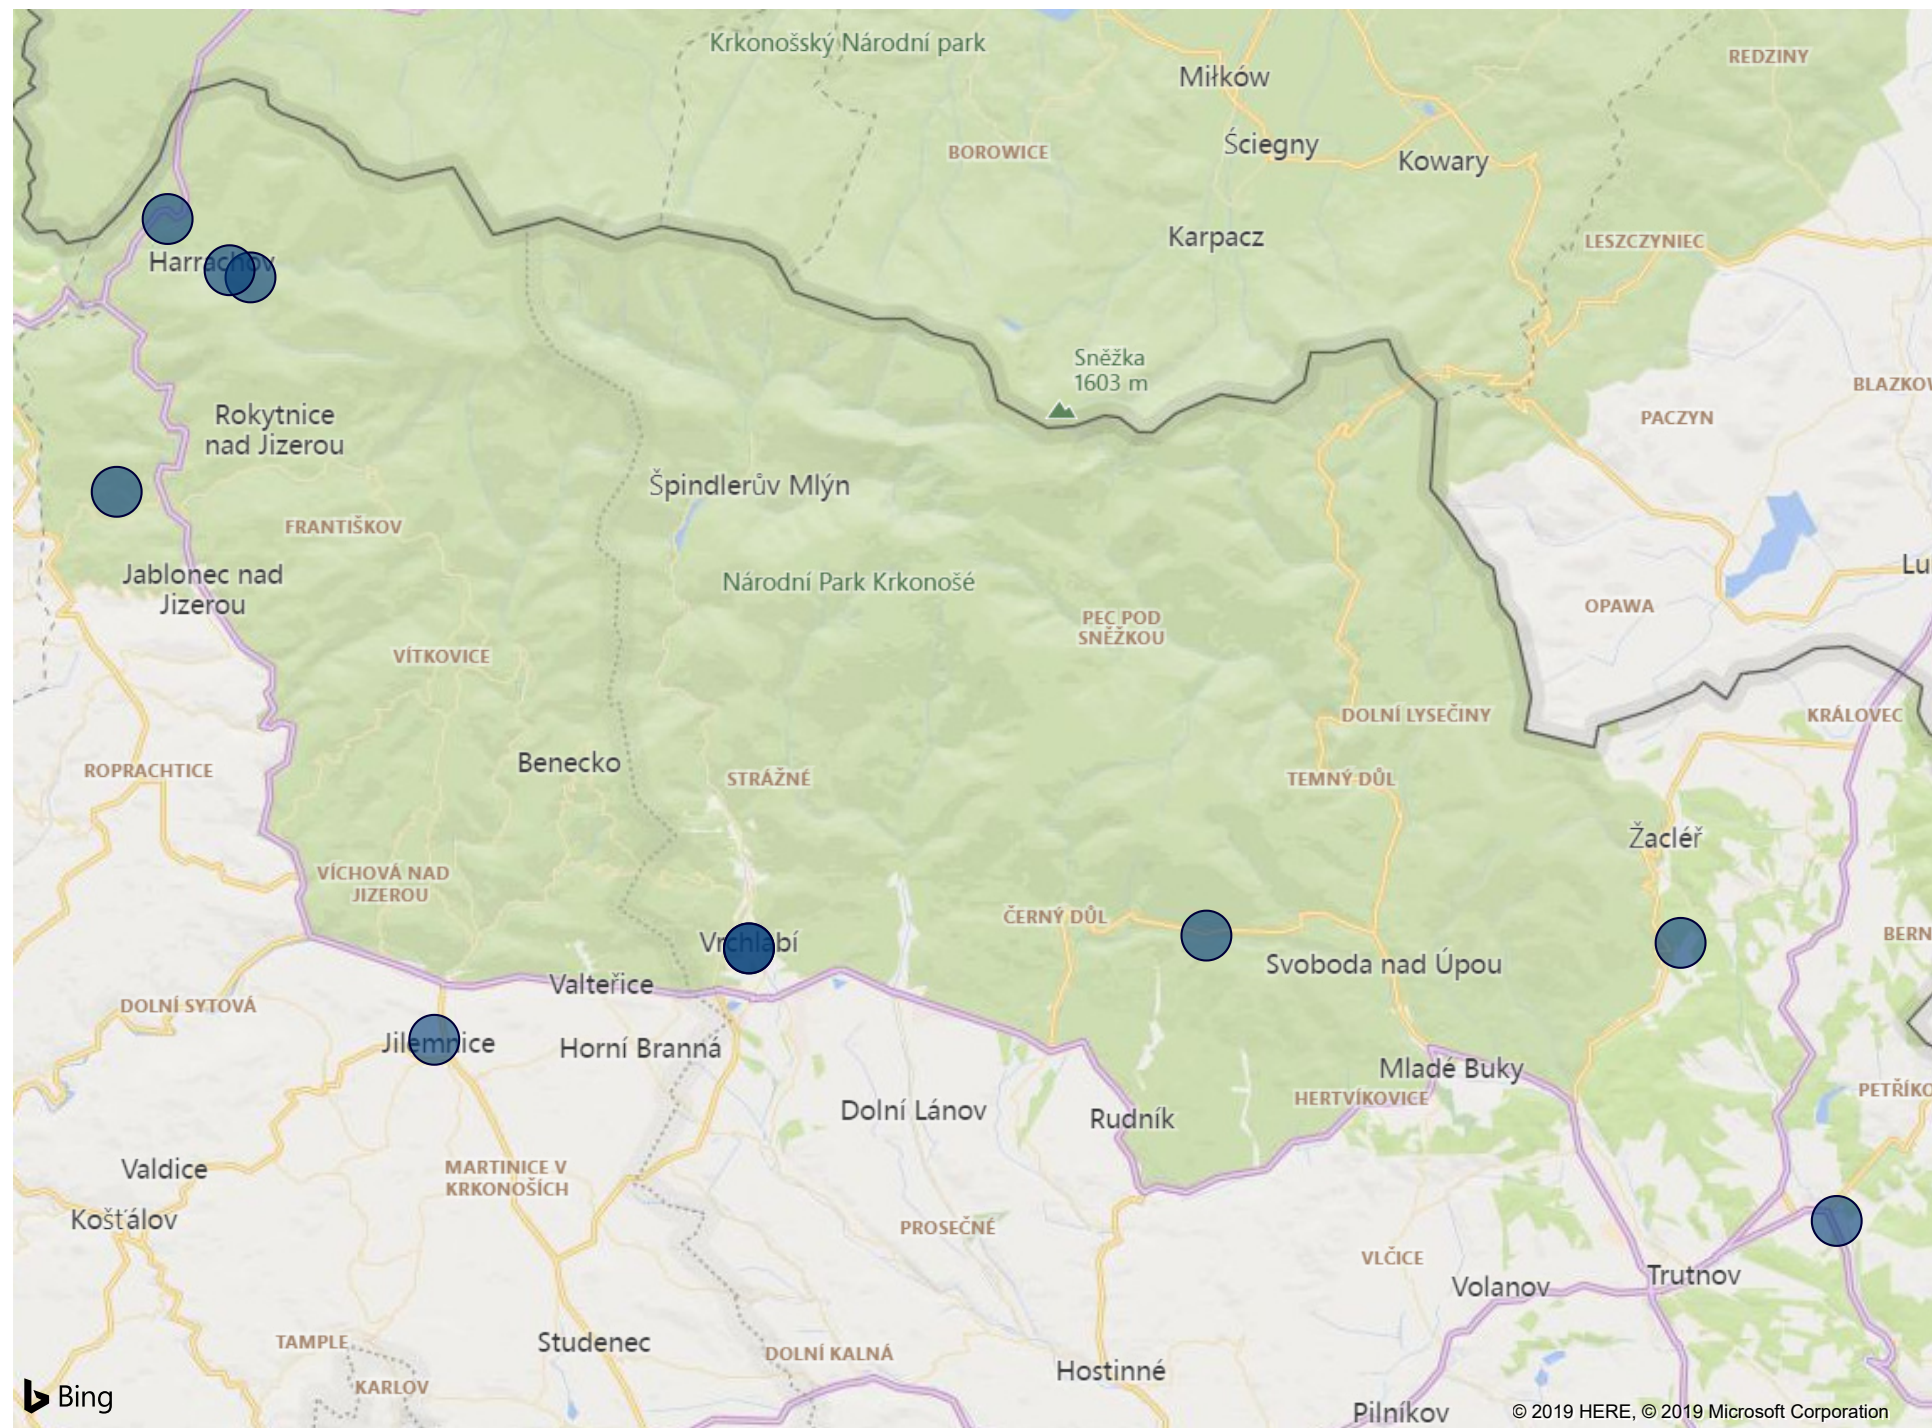 Krkonošský Národní park
REDZINY
Miłków
BOROWICE
Ściegny
Kowary
Karpacz
LESZCZYNIEC
Harrachov
Sněžka
1603 m
BLAZKOW
PACZYN
Rokytnice
nad Jizerou
Špindlerův Mlýn
FRANTIŠKOV
Lu
Jablonec nad
Jizerou
Národní Park Krkonošé
OPAWA
PEC POD
SNĚŽKOU
VÍTKOVICE
DOLNÍ LYSEČINY
KRÁLOVEC
Benecko
ROPRACHTICE
STRÁŽNÉ
TEMNÝ DŮL
Žacléř
VÍCHOVÁ NAD
JIZEROU
ČERNÝ DŮL
Vrchlabí
BERN
Svoboda nad Úpou
Valteřice
DOLNÍ SYTOVÁ
Jilemnice
Horní Branná
Mladé Buky
PETŘÍKO
HERTVÍKOVICE
Dolní Lánov
Rudník
Valdice
MARTINICE V
KRKONOŠÍCH
Košťálov
PROSEČNÉ
VLČICE
Trutnov
Volanov
TAMPLE
Studenec
DOLNÍ KALNÁ
Hostinné
KARLOV
Bing
Pilníkov
© 2019 HERE, © 2019 Microsoft Corporation